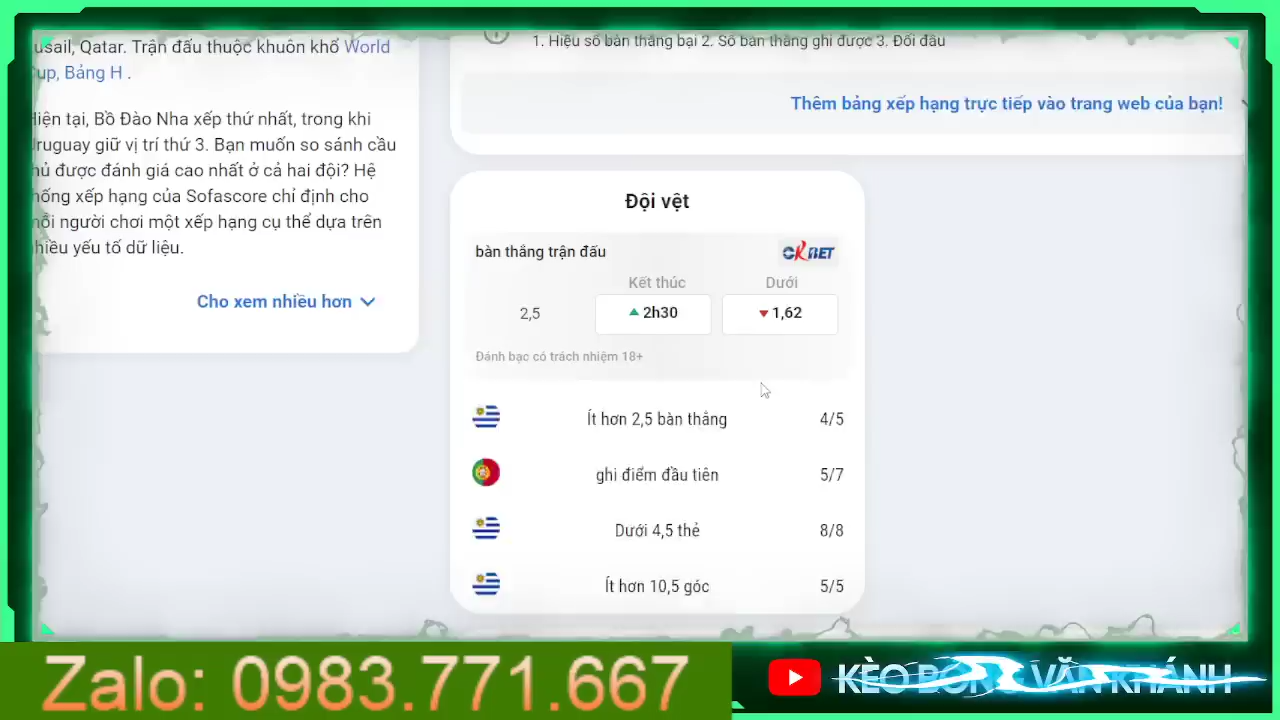 usail, Qatar. Trận đấu thuộc khuôn khổ World
up, Bảng H .
iện tại, Bồ Đào Nha xếp thứ nhất, trong khi
ruguay giữ vị trí thứ 3. Bạn muốn so sánh cầu
hủ được đánh giá cao nhất ở cả hai đội? Hệ
hống xếp hạng của Sofascore chỉ định cho
nỗi người chơi một xếp hạng cụ thể dựa trên
hiều yếu tố dữ liệu.
Cho xem nhiều hơn
1. Hiệu số bàn thắng bại 2. Số bàn thắng ghi được 3. Đối đầu
Thêm bảng xếp hạng trực tiếp vào trang web của bạn!
Đội vệt
bàn thắng trận đấu
OKBET
Kết thúc
Dưới
2,5
2h30
1,62
Đánh bạc có trách nhiệm 18+
Ít hơn 2,5 bàn thắng
4/5
ghi điểm đầu tiên
5/7
Dưới 4,5 thẻ
8/8
Ít hơn 10,5 góc
5/5
Zalo: 0983.771.667
KÈO BÓNG VĂN KHÁNH